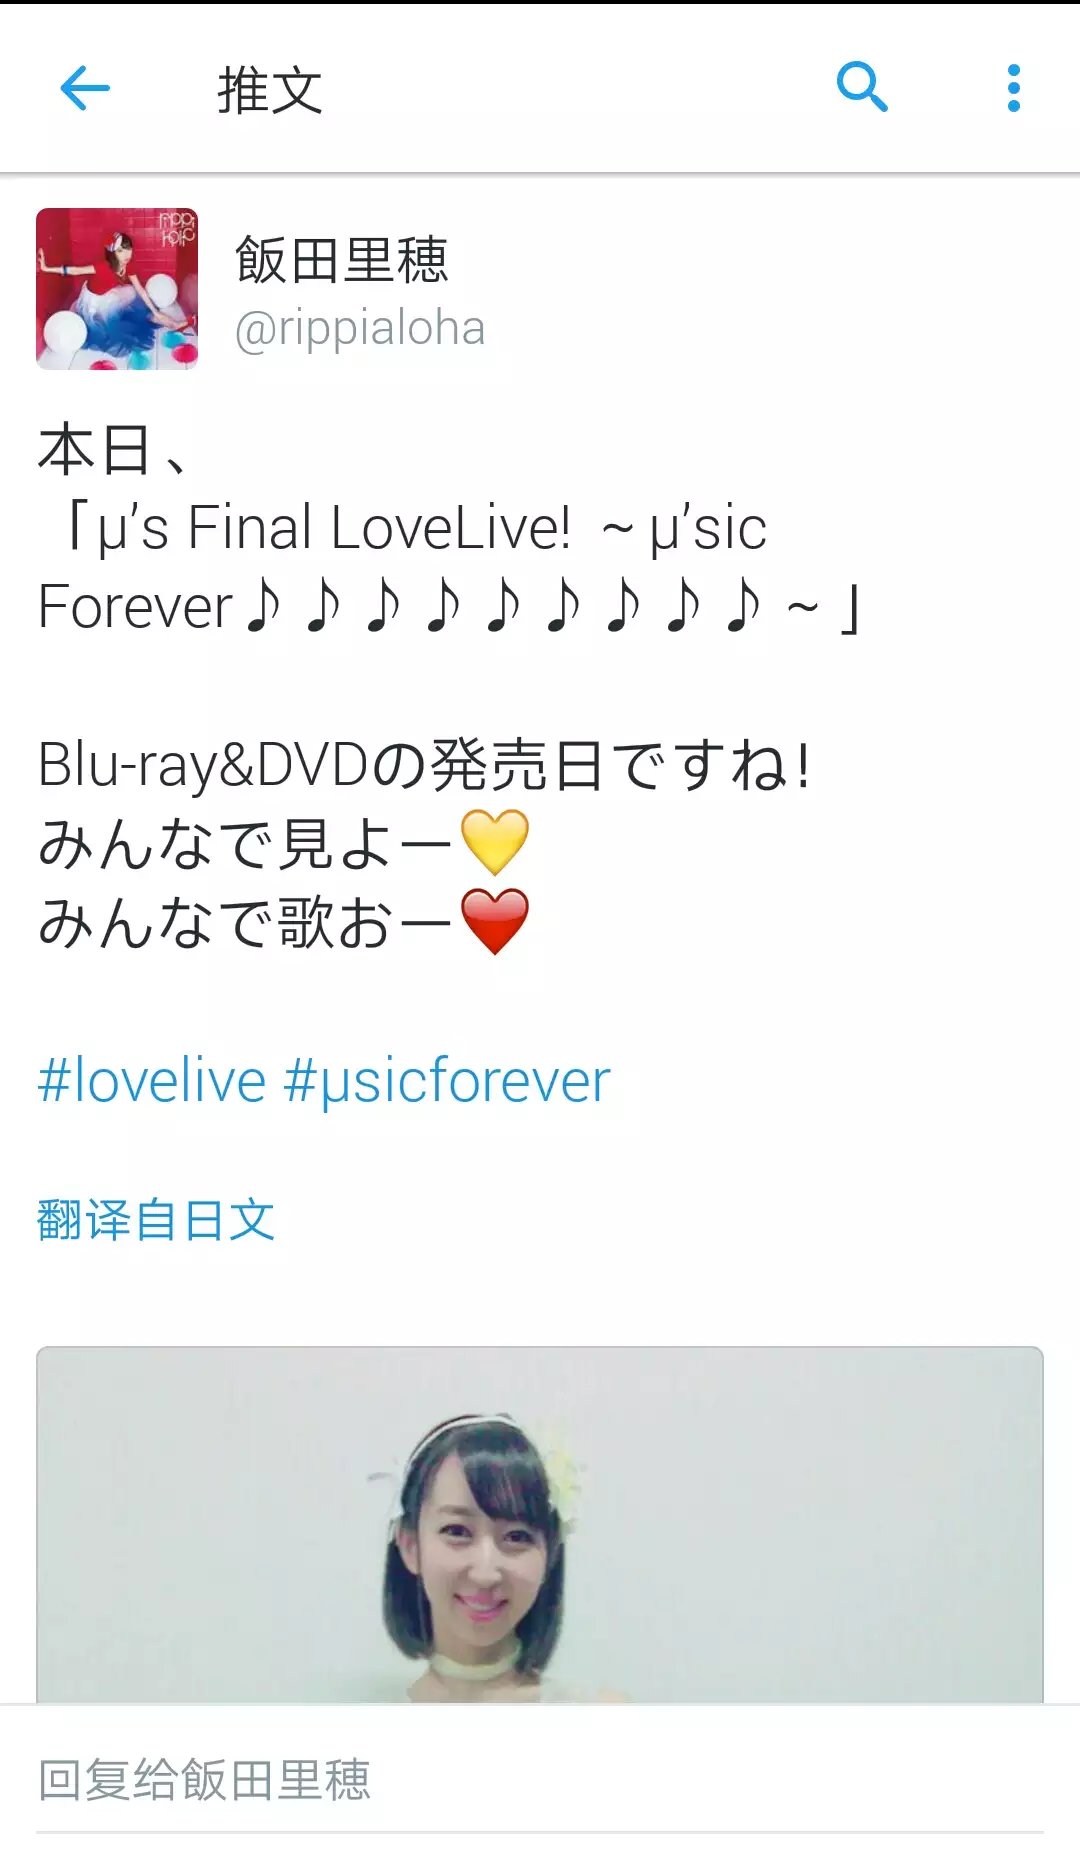 推文
rippi
飯田里穂
@rippialoha
本日、
「μ’s Final LoveLive! ～μ’sic
Forever♪♪♪♪♪♪♪♪♪～」
Blu-ray&DVDの発売日ですね!
みんなで見よー💛
みんなで歌おー❤️
#lovelive #μsicforever
翻译自日文
回复给飯田里穂